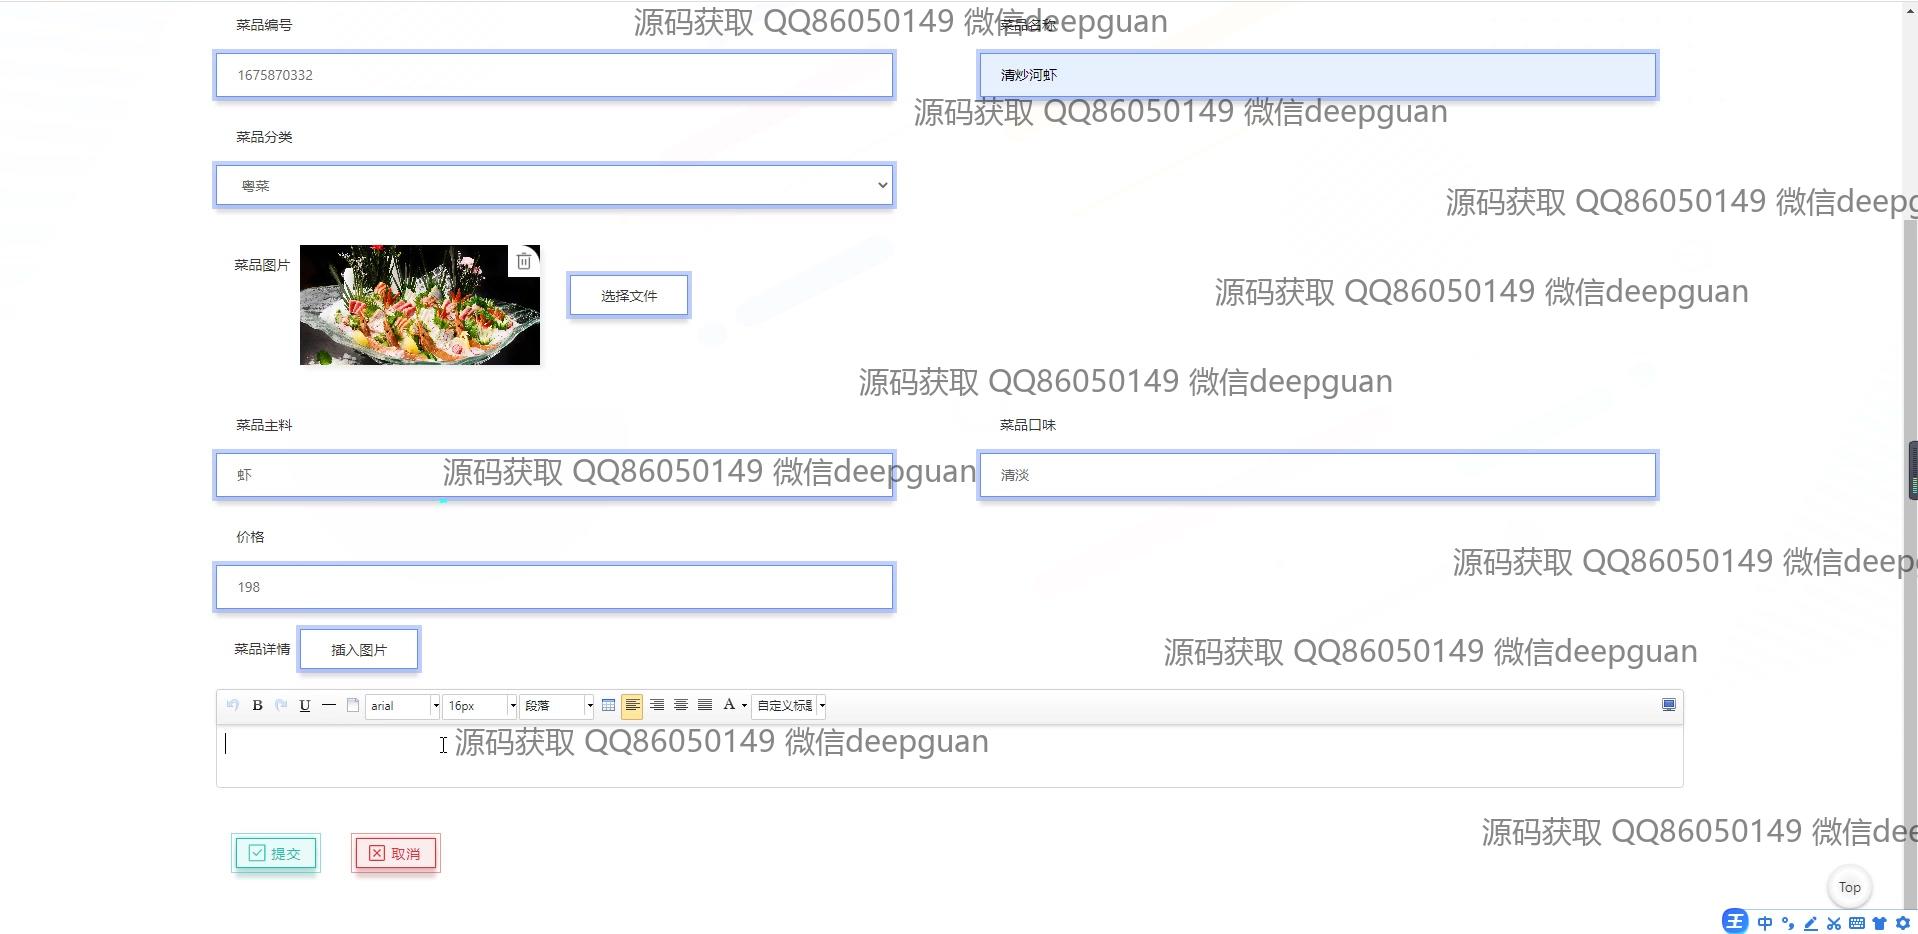 菜品编号
源码获取 QQ86050149 微信deepguan
菜品名称
1675870332
清炒河虾
源码获取 QQ86050149 微信deepguan
菜品分类
粤菜
源码获取 QQ86050149 微信deepg
菜品图片
选择文件
源码获取 QQ86050149 微信deepguan
源码获取 QQ86050149 微信deepguan
菜品主料
菜品口味
虾
源码获取 QQ86050149 微信deepguan
清淡
价格
源码获取 QQ86050149 微信deep
198
菜品详情
插入图片
源码获取 QQ86050149 微信deepguan
B U arial 16px 段落 A 自定义标题
源码获取 QQ86050149 微信deepguan
源码获取 QQ86050149 微信dee
提交
取消
Top
王 中